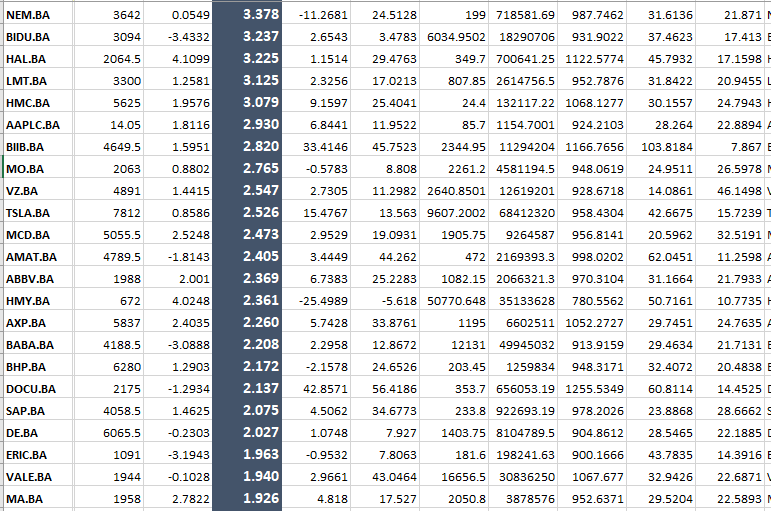 NEM.BA 3642 0.0549 3.378 -11.2681 24.5128 199 718581.69 987.7462 31.6136 21.871
BIDU.BA 3094 -3.4332 3.237 2.6543 3.4783 6034.9502 18290706 931.9022 37.4623 17.413
HAL.BA 2064.5 4.1099 3.225 1.1514 29.4763 349.7 700641.25 1122.5774 45.7932 17.1598
LMT.BA 3300 1.2581 3.125 2.3256 17.0213 807.85 2614756.5 952.7876 31.8422 20.9455
HMC.BA 5625 1.9576 3.079 9.1597 25.4041 24.4 132117.22 1068.1277 30.1557 24.7943
AAPLC.BA 14.05 1.8116 2.930 6.8441 11.9522 85.7 1154.7001 924.2103 28.264 22.8894
BIIB.BA 4649.5 1.5951 2.820 33.4146 45.7523 2344.95 11294204 1166.7656 103.8184 7.867
MO.BA 2063 0.8802 2.765 -0.5783 8.808 2261.2 4581194.5 948.0619 24.9511 26.5978
VZ.BA 4891 1.4415 2.547 2.7305 11.2982 2640.8501 12619201 928.6718 14.0861 46.1498
TSLA.BA 7812 0.8586 2.526 15.4767 13.563 9607.2002 68412320 958.4304 42.6675 15.7239
MCD.BA 5055.5 2.5248 2.473 2.9529 19.0931 1905.75 9264587 956.8141 20.5962 32.5191
AMAT.BA 4789.5 -1.8143 2.405 3.4449 44.262 472 2169393.3 998.0202 62.0451 11.2598
ABBV.BA 1988 2.001 2.369 6.7383 25.2283 1082.15 2066321.3 970.3104 31.1664 21.7933
HMY.BA 672 4.0248 2.361 -25.4989 -5.618 50770.648 35133628 780.5562 50.7161 10.7735
AXP.BA 5837 2.4035 2.260 5.7428 33.8761 1195 6602511 1052.2727 29.7451 24.7635
BABA.BA 4188.5 -3.0888 2.208 2.2958 12.8672 12131 49945032 913.9159 29.4634 21.7131
BHP.BA 6280 1.2903 2.172 -2.1578 24.6526 203.45 1259834 948.3171 32.4072 20.4838
DOCU.BA 2175 -1.2934 2.137 42.8571 56.4186 353.7 656053.19 1255.5349 60.8114 14.4525
SAP.BA 4058.5 1.4625 2.075 4.5062 34.6773 233.8 922693.19 978.2026 23.8868 28.6662
DE.BA 6065.5 -0.2303 2.027 1.0748 7.927 1403.75 8104789.5 904.8612 28.5465 22.1885
ERIC.BA 1091 -3.1943 1.963 -0.9532 7.8063 181.6 198241.63 900.1666 43.7835 14.3916
VALE.BA 1944 -0.1028 1.940 2.9661 43.0464 16656.5 30836250 1067.677 32.9426 22.6871
MA.BA 1958 2.7822 1.926 4.818 17.527 2050.8 3878576 952.6371 29.5204 22.5893